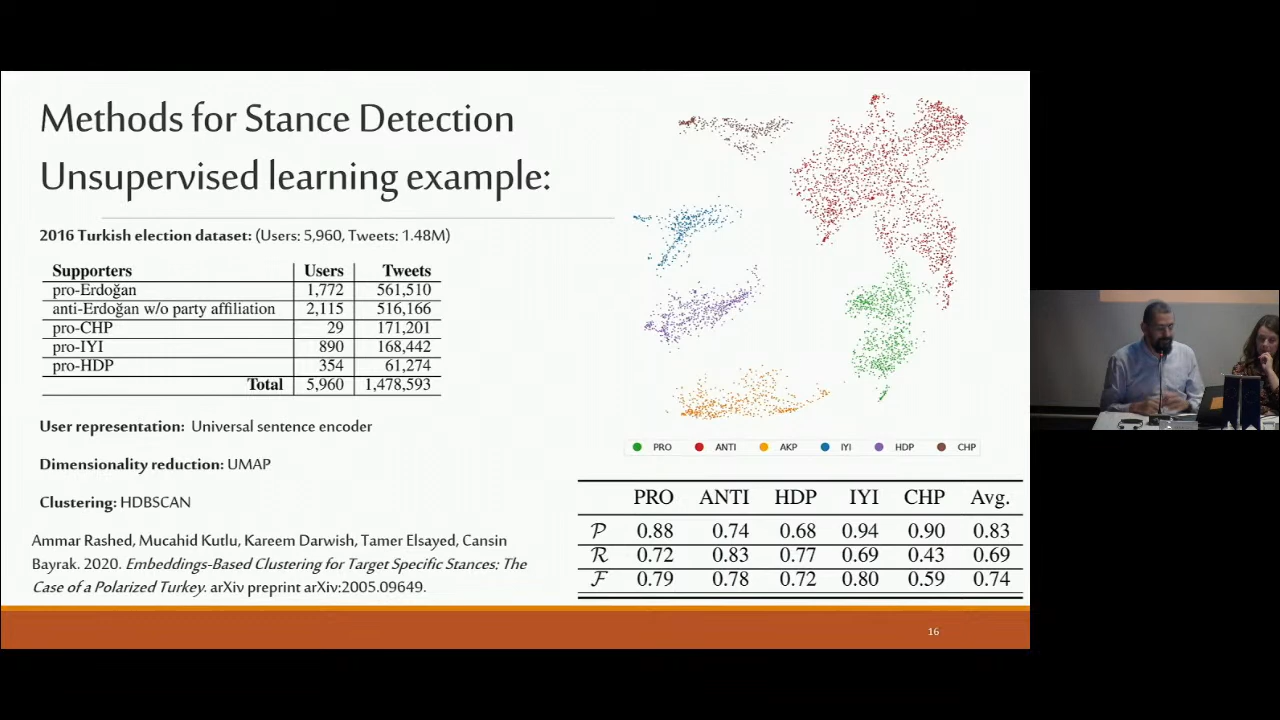 Methods for Stance Detection
Unsupervised learning example:
2016 Turkish election dataset: (Users: 5,960, Tweets: 1.48M)
Supporters Users Tweets
pro-Erdoğan 1,772 561,510
anti-Erdoğan w/o party affiliation 2,115 516,166
pro-CHP 29 171,201
pro-IYI 890 168,442
pro-HDP 354 61,274
Total 5,960 1,478,593
User representation: Universal sentence encoder
Dimensionality reduction: UMAP
Clustering: HDBSCAN
Ammar Rashed, Mucahid Kutlu, Kareem Darwish, Tamer Elsayed, Cansin
Bayrak. 2020. Embeddings-Based Clustering for Target Specific Stances: The
Case of a Polarized Turkey. arXiv preprint arXiv:2005.09649.
PRO ANTI AKP IYI HDP CHP
PRO ANTI HDP IYI CHP Avg.
P 0.88 0.74 0.68 0.94 0.90 0.83
R 0.72 0.83 0.77 0.69 0.43 0.69
F 0.79 0.78 0.72 0.80 0.59 0.74
16